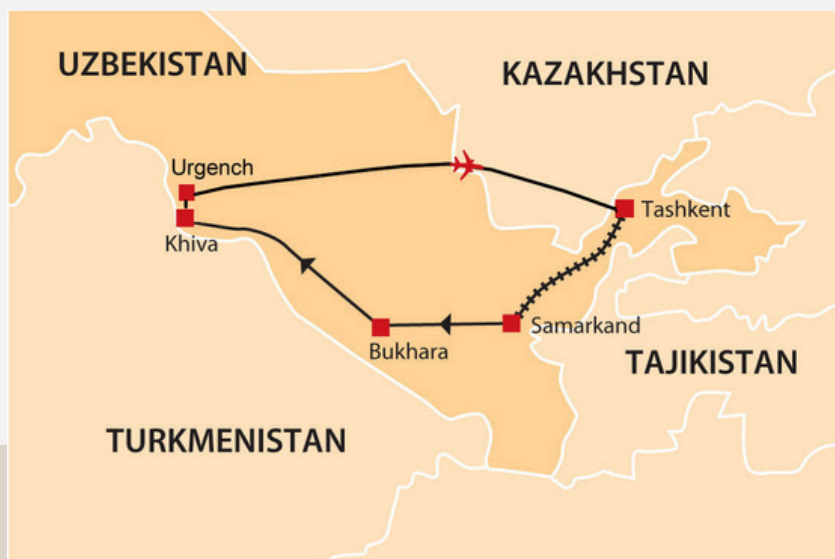 UZBEKISTAN
KAZAKHSTAN
Urgench
Tashkent
Khiva
Samarkand
Bukhara
TAJIKISTAN
TURKMENISTAN